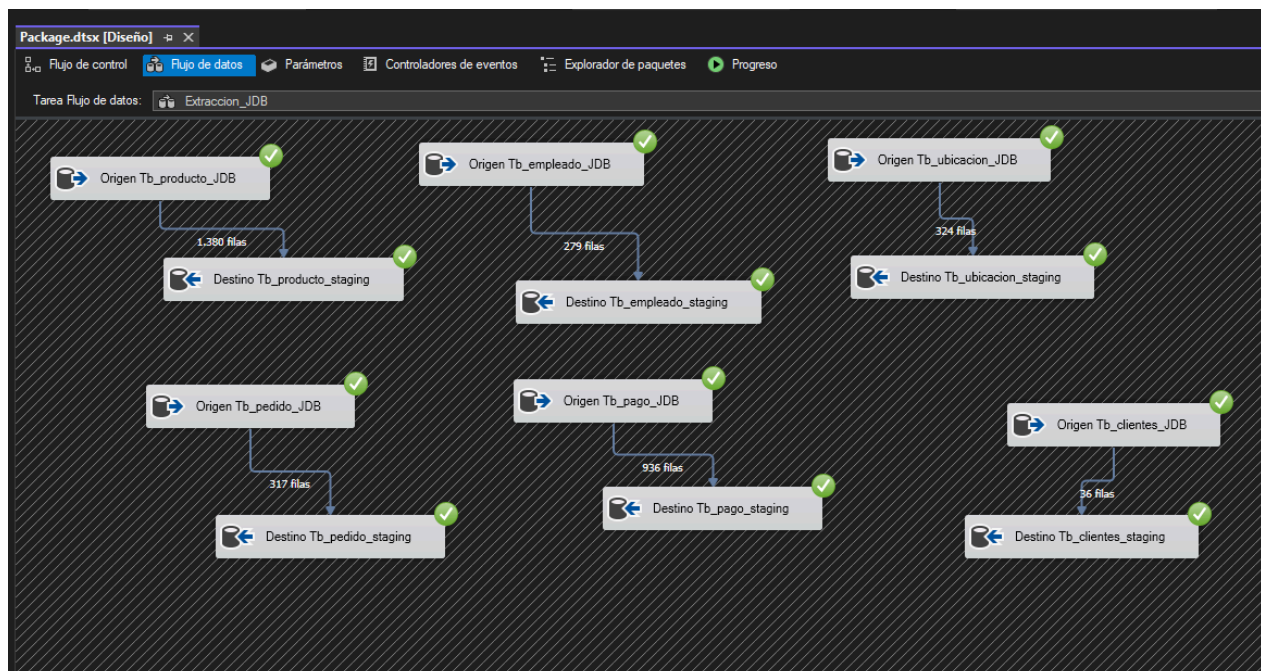 Package.dtsx [Diseño]
Flujo de control Flujo de datos Parámetros Controladores de eventos Explorador de paquetes Progreso
Tarea Flujo de datos: Extraccion_JDB
Origen Tb_producto_JDB
1.380 filas
Destino Tb_producto_staging
Origen Tb_empleado_JDB
279 filas
Destino Tb_empleado_staging
Origen Tb_ubicacion_JDB
324 filas
Destino Tb_ubicacion_staging
Origen Tb_pedido_JDB
317 filas
Destino Tb_pedido_staging
Origen Tb_pago_JDB
936 filas
Destino Tb_pago_staging
Origen Tb_clientes_JDB
36 filas
Destino Tb_clientes_staging